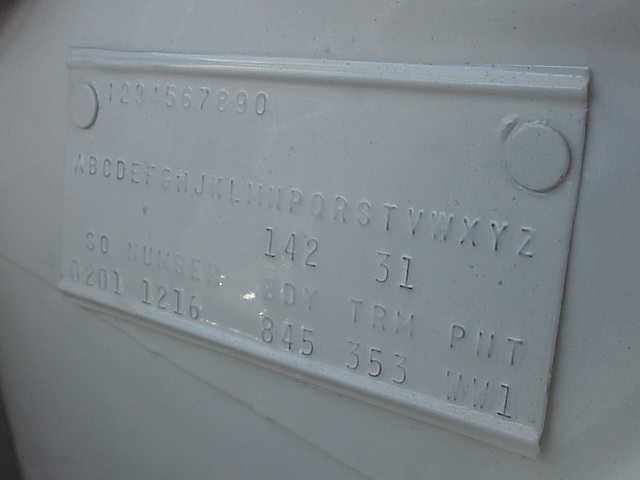 1234567890
ABCDEFGHJKLMNPQRSTVWXYZ
142 31
SO NUMBER BDY TRM PNT
0201 1216 845 353 WW1